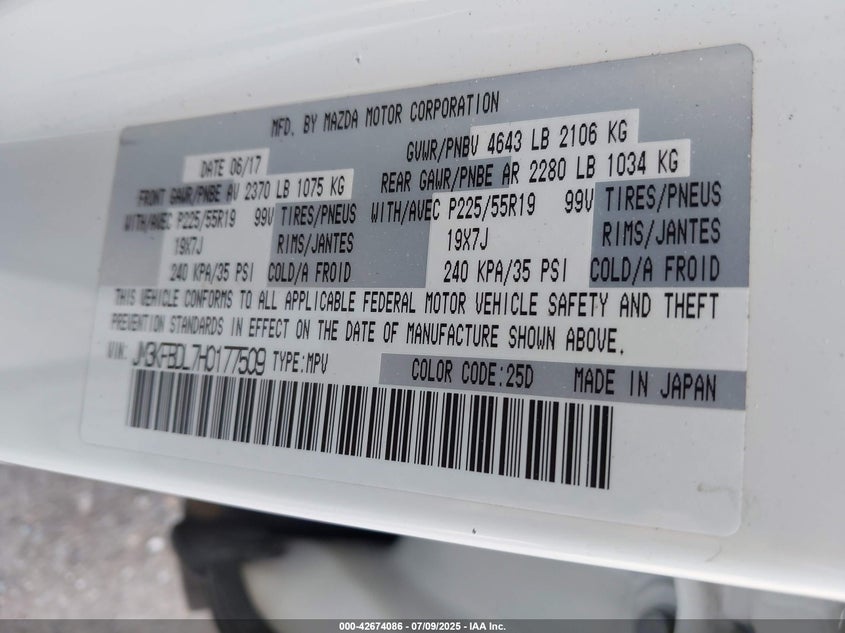 MFD. BY MAZDA MOTOR CORPORATION
DATE 06/17
GVWR/PNBV 4643 LB 2106 KG
FRONT GAWR/PNBE AV 2370 LB 1075 KG
REAR GAWR/PNBE AR 2280 LB 1034 KG
WITH/AVEC P225/55R19 99V TIRES/PNEUS
WITH/AVEC P225/55R19 99V TIRES/PNEUS
19X7J RIMS/JANTES
19X7J RIMS/JANTES
240 KPA/35 PSI COLD/A FROID
240 KPA/35 PSI COLD/A FROID
THIS VEHICLE CONFORMS TO ALL APPLICABLE FEDERAL MOTOR VEHICLE SAFETY AND THEFT
PREVENTION STANDARDS IN EFFECT ON THE DATE OF MANUFACTURE SHOWN ABOVE.
VIN: JM3KFBDL7H0177509 TYPE:MPV
COLOR CODE:25D MADE IN JAPAN
000-42674086 - 07/09/2025 - IAA Inc.